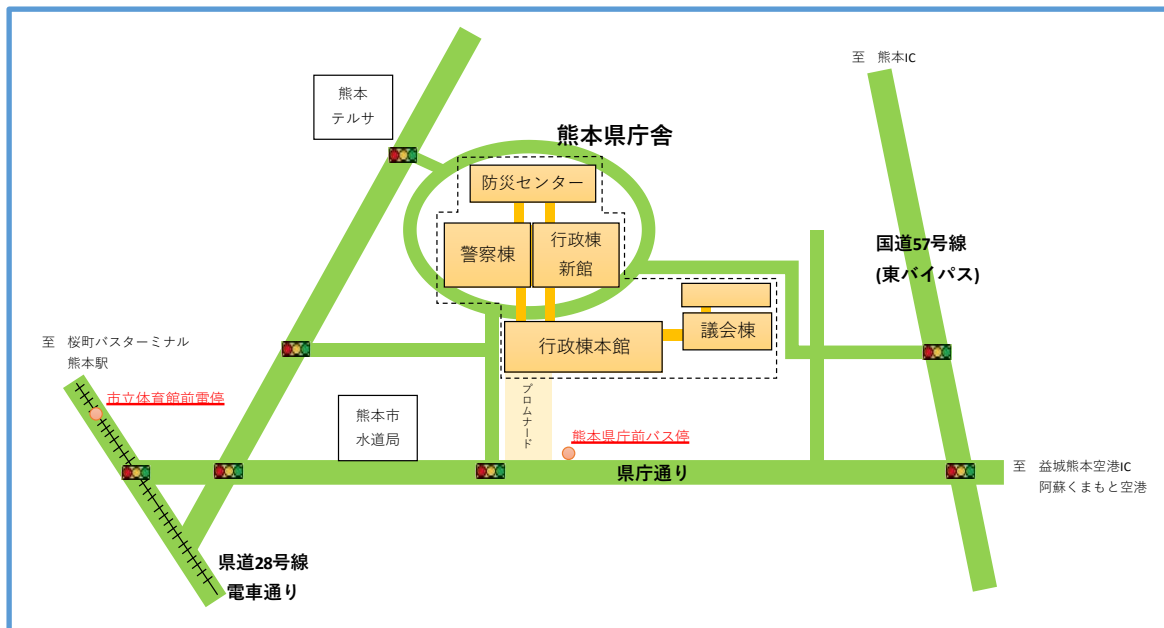 至　熊本IC
熊本
テルサ
熊本県庁舎
防災センター
警察棟
行政棟
新館
国道57号線
(東バイパス)
議会棟
行政棟本館
至　桜町バスターミナル
熊本駅
市立体育館前電停
プロムナード
熊本市
水道局
熊本県庁前バス停
県庁通り
至　益城熊本空港IC
阿蘇くまもと空港
県道28号線
電車通り